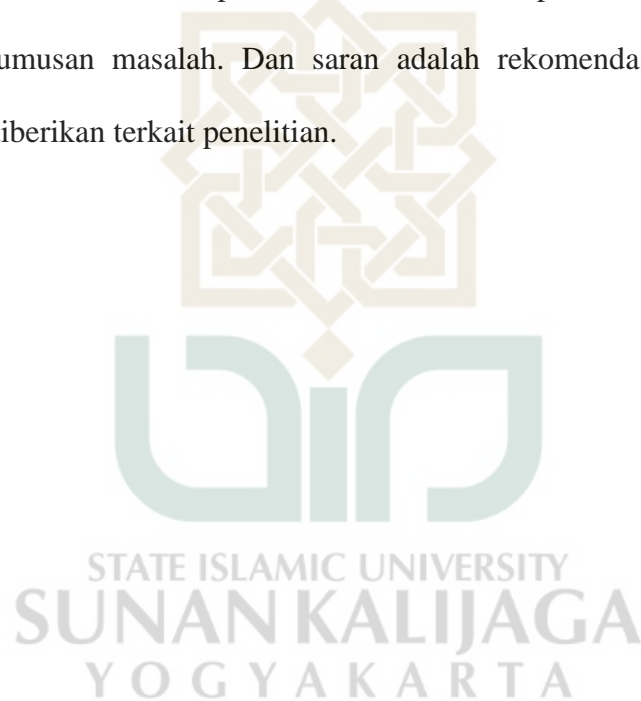 umusan masalah. Dan saran adalah rekomenda
iberikan terkait penelitian.
STATE ISLAMIC UNIVERSITY
SUNAN KALIJAGA
YOGYAKARTA